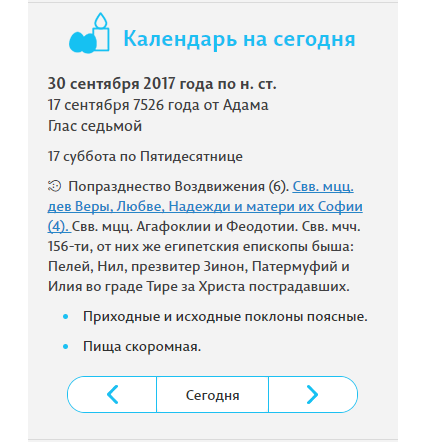 Календарь на сегодня
30 сентября 2017 года по н. ст.
17 сентября 7526 года от Адама
Глас седьмой
17 суббота по Пятидесятнице
Попразднество Воздвижения (6). Свв. мцц.
дев Веры, Любве, Надежди и матери их Софии
(4). Свв. мцц. Агафоклии и Феодотии. Свв. мчч.
156-ти, от них же египетския епископы быша:
Пелей, Нил, презвитер Зинон, Патермуфий и
Илия во граде Тире за Христа пострадавших.
• Приходные и исходные поклоны поясные.
• Пища скоромная.
Сегодня